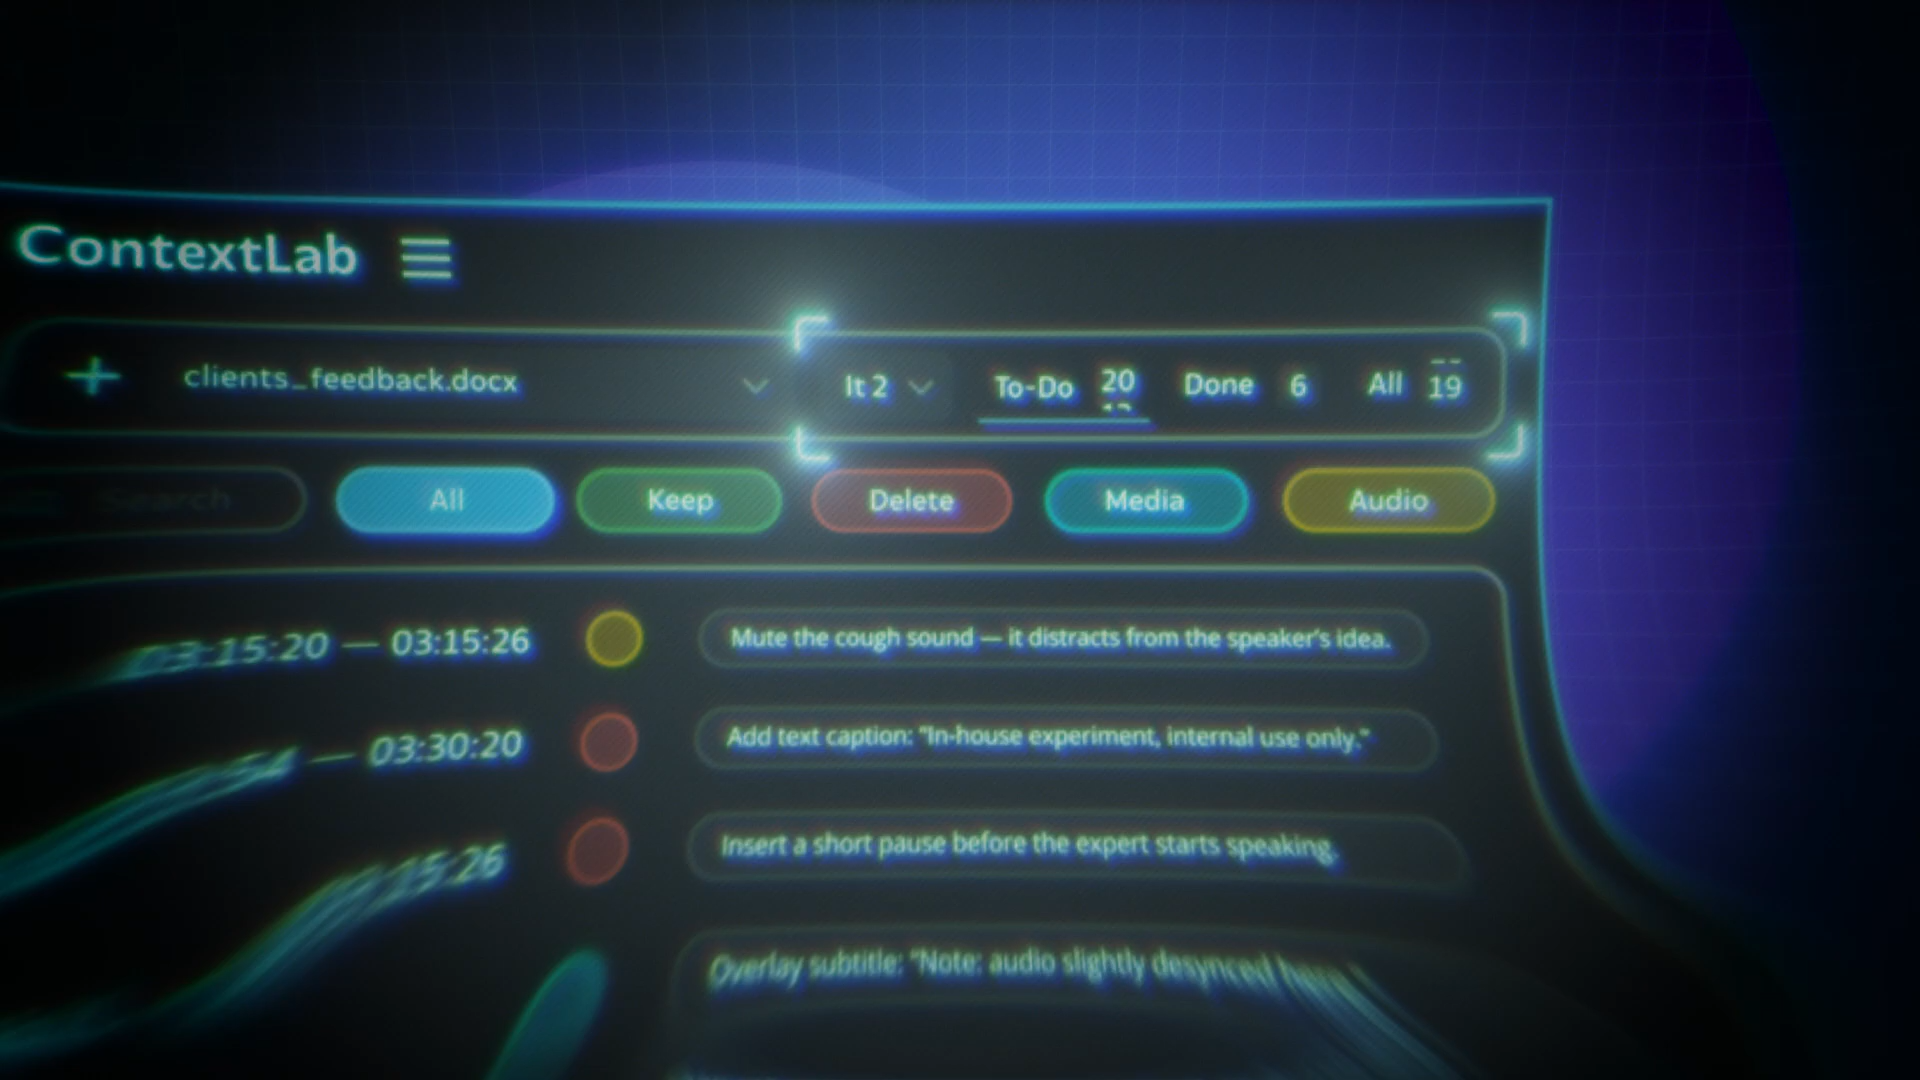 ContextLab
clients_feedback.docx
It 2
To-Do 20
Done 6
All 19
Search
All
Keep
Delete
Media
Audio
03:15:20 — 03:15:26
Mute the cough sound — it distracts from the speaker's idea.
— 03:30:20
Add text caption: "In-house experiment, internal use only."
15:26
Insert a short pause before the expert starts speaking.
Overlay subtitle: "Note: audio slightly desynced